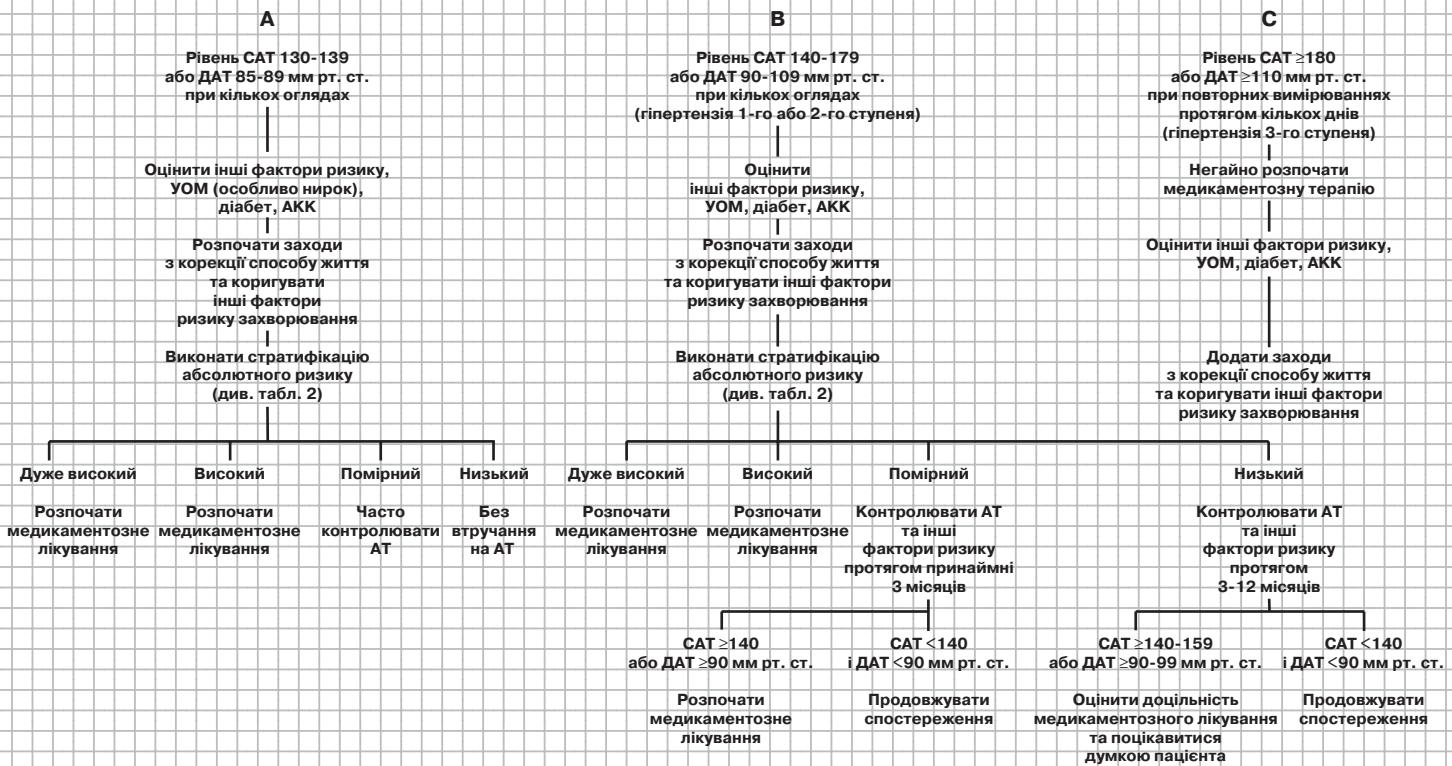 A
Рівень САТ 130-139
або ДАТ 85-89 мм рт. ст.
при кількох оглядах
Оцінити інші фактори ризику,
УОМ (особливо нирок),
діабет, АКК
Розпочати заходи
з корекції способу життя
та коригувати
інші фактори
ризику захворювання
Виконати стратифікацію
абсолютного ризику
(див. табл. 2)
Дуже високий
Розпочати
медикаментозне
лікування
Високий
Розпочати
медикаментозне
лікування
Помірний
Часто
контролювати
АТ
Низький
Без
втручання
на АТ
B
Рівень САТ 140-179
або ДАТ 90-109 мм рт. ст.
при кількох оглядах
(гіпертензія 1-го або 2-го ступеня)
Оцінити
інші фактори ризику,
УОМ, діабет, АКК
Розпочати заходи
з корекції способу життя
та коригувати інші фактори
ризику захворювання
Виконати стратифікацію
абсолютного ризику
(див. табл. 2)
Дуже високий
Розпочати
медикаментозне
лікування
Високий
Розпочати
медикаментозне
лікування
Помірний
Контролювати АТ
та інші
фактори ризику
протягом принаймні
3 місяців
САТ ≥140
або ДАТ ≥90 мм рт. ст.
Розпочати
медикаментозне
лікування
САТ <140
і ДАТ <90 мм рт. ст.
Продовжувати
спостереження
Низький
Контролювати АТ
та інші
фактори ризику
протягом
3-12 місяців
САТ ≥140-159
або ДАТ ≥90-99 мм рт. ст.
Оцінити доцільність
медикаментозного лікування
та поцікавитися
думкою пацієнта
САТ <140
і ДАТ <90 мм рт. ст.
Продовжувати
спостереження
C
Рівень САТ ≥180
або ДАТ ≥110 мм рт. ст.
при повторних вимірюваннях
протягом кількох днів
(гіпертензія 3-го ступеня)
Негайно розпочати
медикаментозну терапію
Оцінити інші фактори ризику,
УОМ, діабет, АКК
Додати заходи
з корекції способу життя
та коригувати інші фактори
ризику захворювання